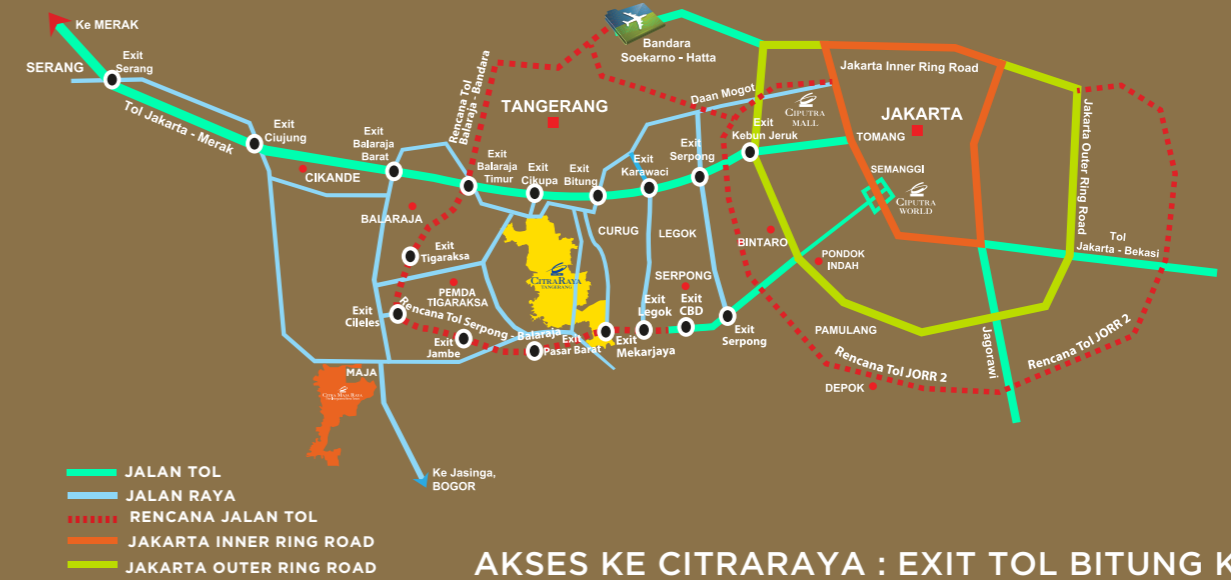 Ke MERAK
SERANG
Exit
Serang
Tol Jakarta - Merak
Exit
Ciujung
CIKANDE
Exit
Balaraja
Barat
Rencana Tol
Balaraja - Bandara
Exit
Balaraja
Timur
TANGERANG
Exit
Cikupa
Exit
Bitung
Exit
Karawaci
Exit
Serpong
Bandara
Soekarno - Hatta
Daan Mogot
Exit
Kebun Jeruk
CIPUTRA
MALL
Jakarta Inner Ring Road
JAKARTA
TOMANG
SEMANGGI
CIPUTRA
WORLD
Jakarta Outer Ring Road
Tol
Jakarta - Bekasi
BALARAJA
Exit
Tigaraksa
PEMDA
TIGARAKSA
CITRARAYA
TANGERANG
CURUG
LEGOK
SERPONG
BINTARO
PONDOK
INDAH
Exit
Cileles
Rencana Tol Serpong - Balaraja
Exit
Jambe
Exit
Pasar Barat
Exit
Mekarjaya
Exit
Legok
Exit
CBD
Exit
Serpong
PAMULANG
Rencana Tol JORR 2
DEPOK
Jagorawi
Rencana Tol JORR 2
MAJA
CITRA MAJA RAYA
Ke Jasinga,
BOGOR
JALAN TOL
JALAN RAYA
RENCANA JALAN TOL
JAKARTA INNER RING ROAD
JAKARTA OUTER RING ROAD
AKSES KE CITRARAYA : EXIT TOL BITUNG K